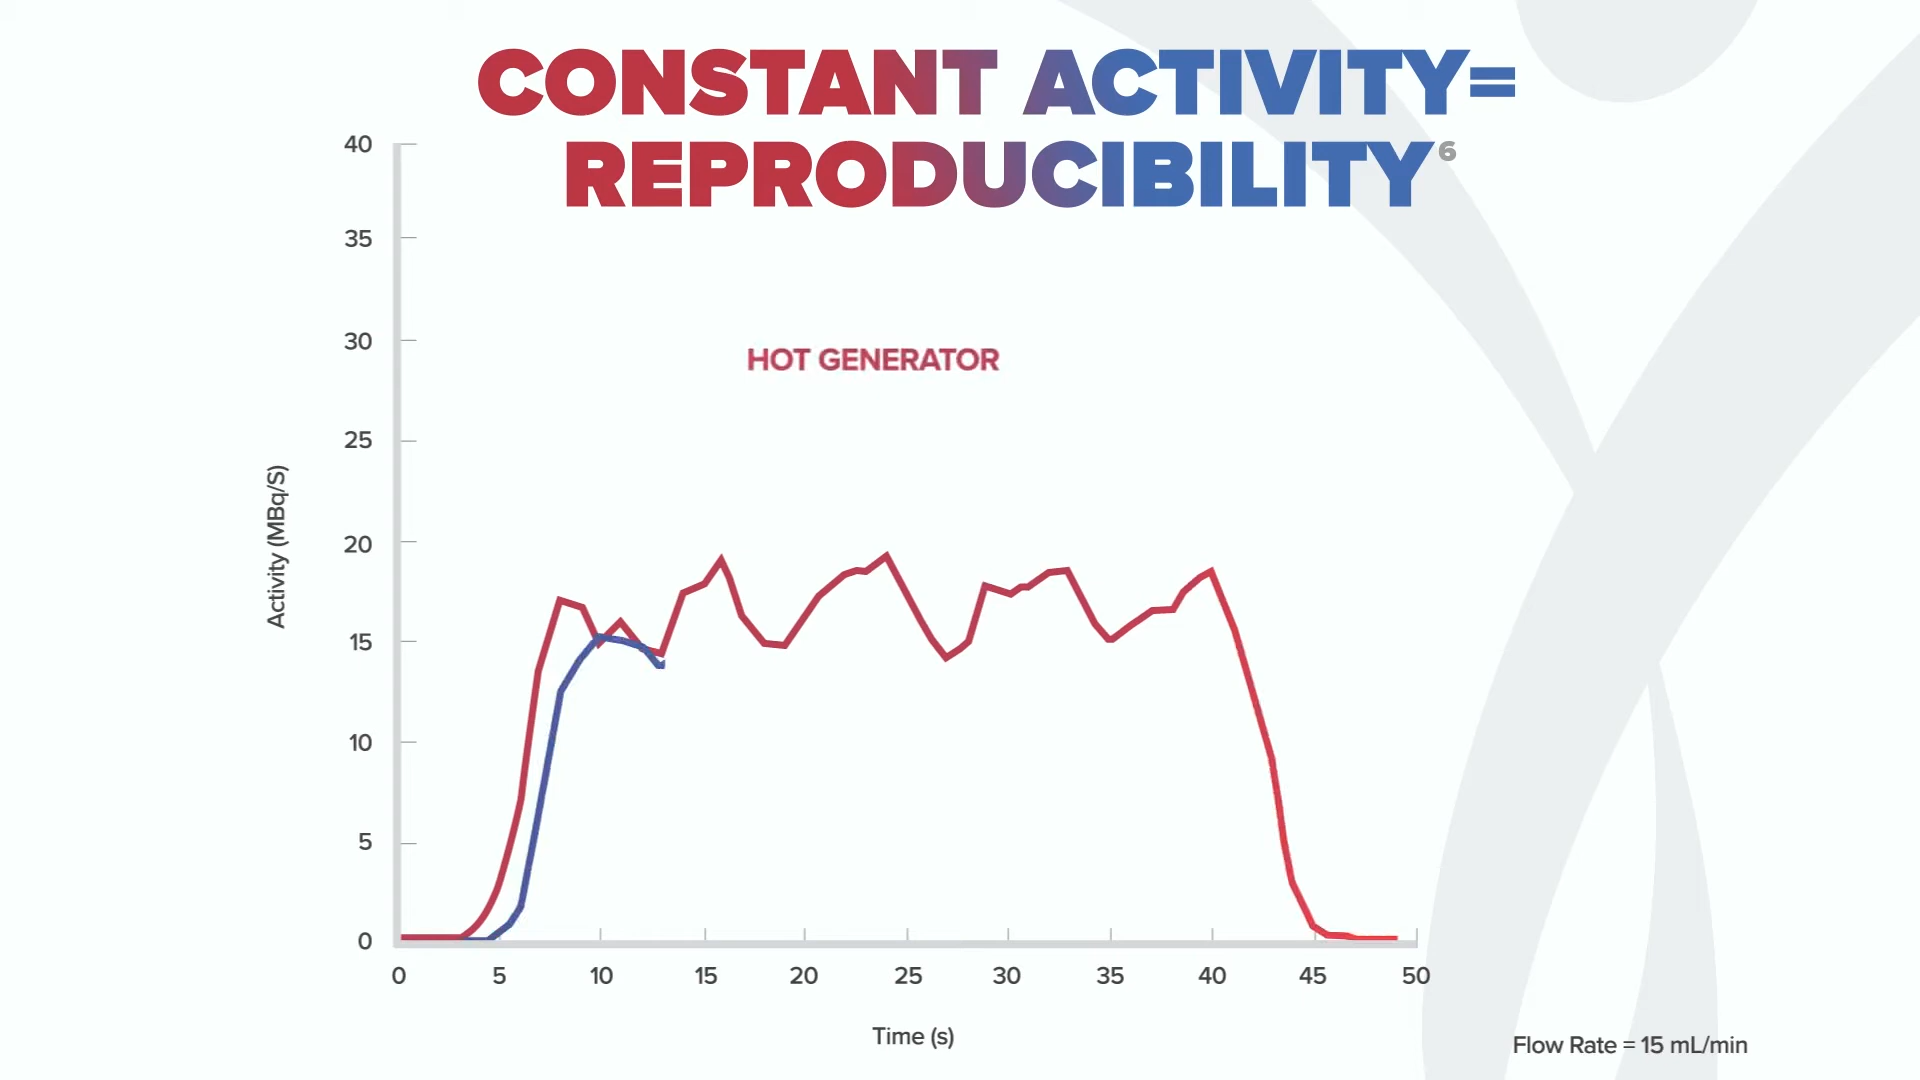 CONSTANT ACTIVITY=
REPRODUCIBILITY⁶
40
35
30
25
20
15
10
5
0
Activity (MBq/S)
HOT GENERATOR
0 5 10 15 20 25 30 35 40 45 50
Time (s)
Flow Rate = 15 mL/min